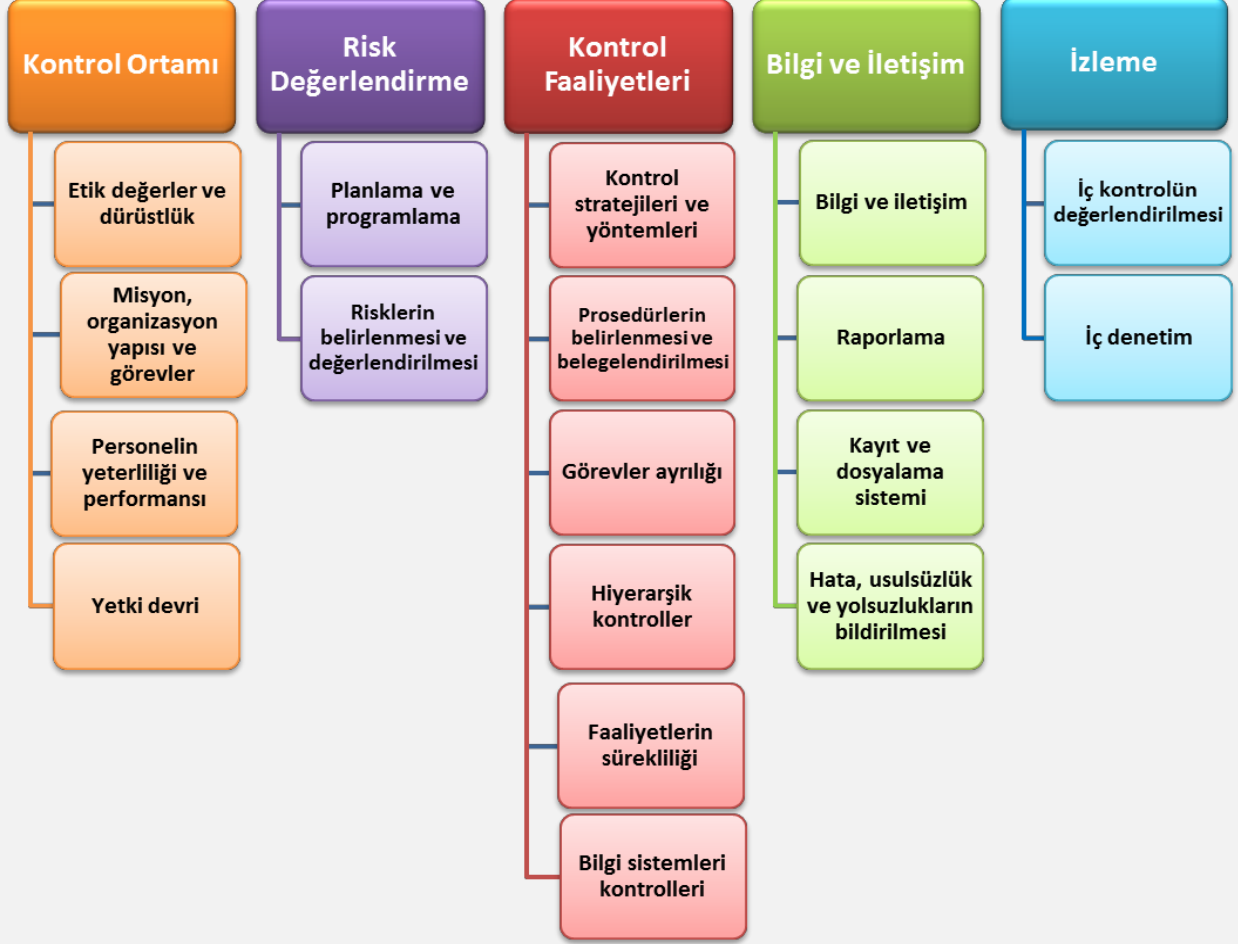 Kontrol Ortamı
Etik değerler ve
dürüstlük
Misyon,
organizasyon
yapısı ve
görevler
Personelin
yeterliliği ve
performansı
Yetki devri
Risk
Değerlendirme
Planlama ve
programlama
Risklerin
belirlenmesi ve
değerlendirilmesi
Kontrol
Faaliyetleri
Kontrol
stratejileri ve
yöntemleri
Prosedürlerin
belirlenmesi ve
belegelendirilmesi
Görevler ayrılığı
Hiyerarşik
kontroller
Faaliyetlerin
sürekliliği
Bilgi sistemleri
kontrolleri
Bilgi ve İletişim
Bilgi ve iletişim
Raporlama
Kayıt ve
dosyalama
sistemi
Hata, usulsüzlük
ve yolsuzlukların
bildirilmesi
İzleme
İç kontrolün
değerlendirilmesi
İç denetim